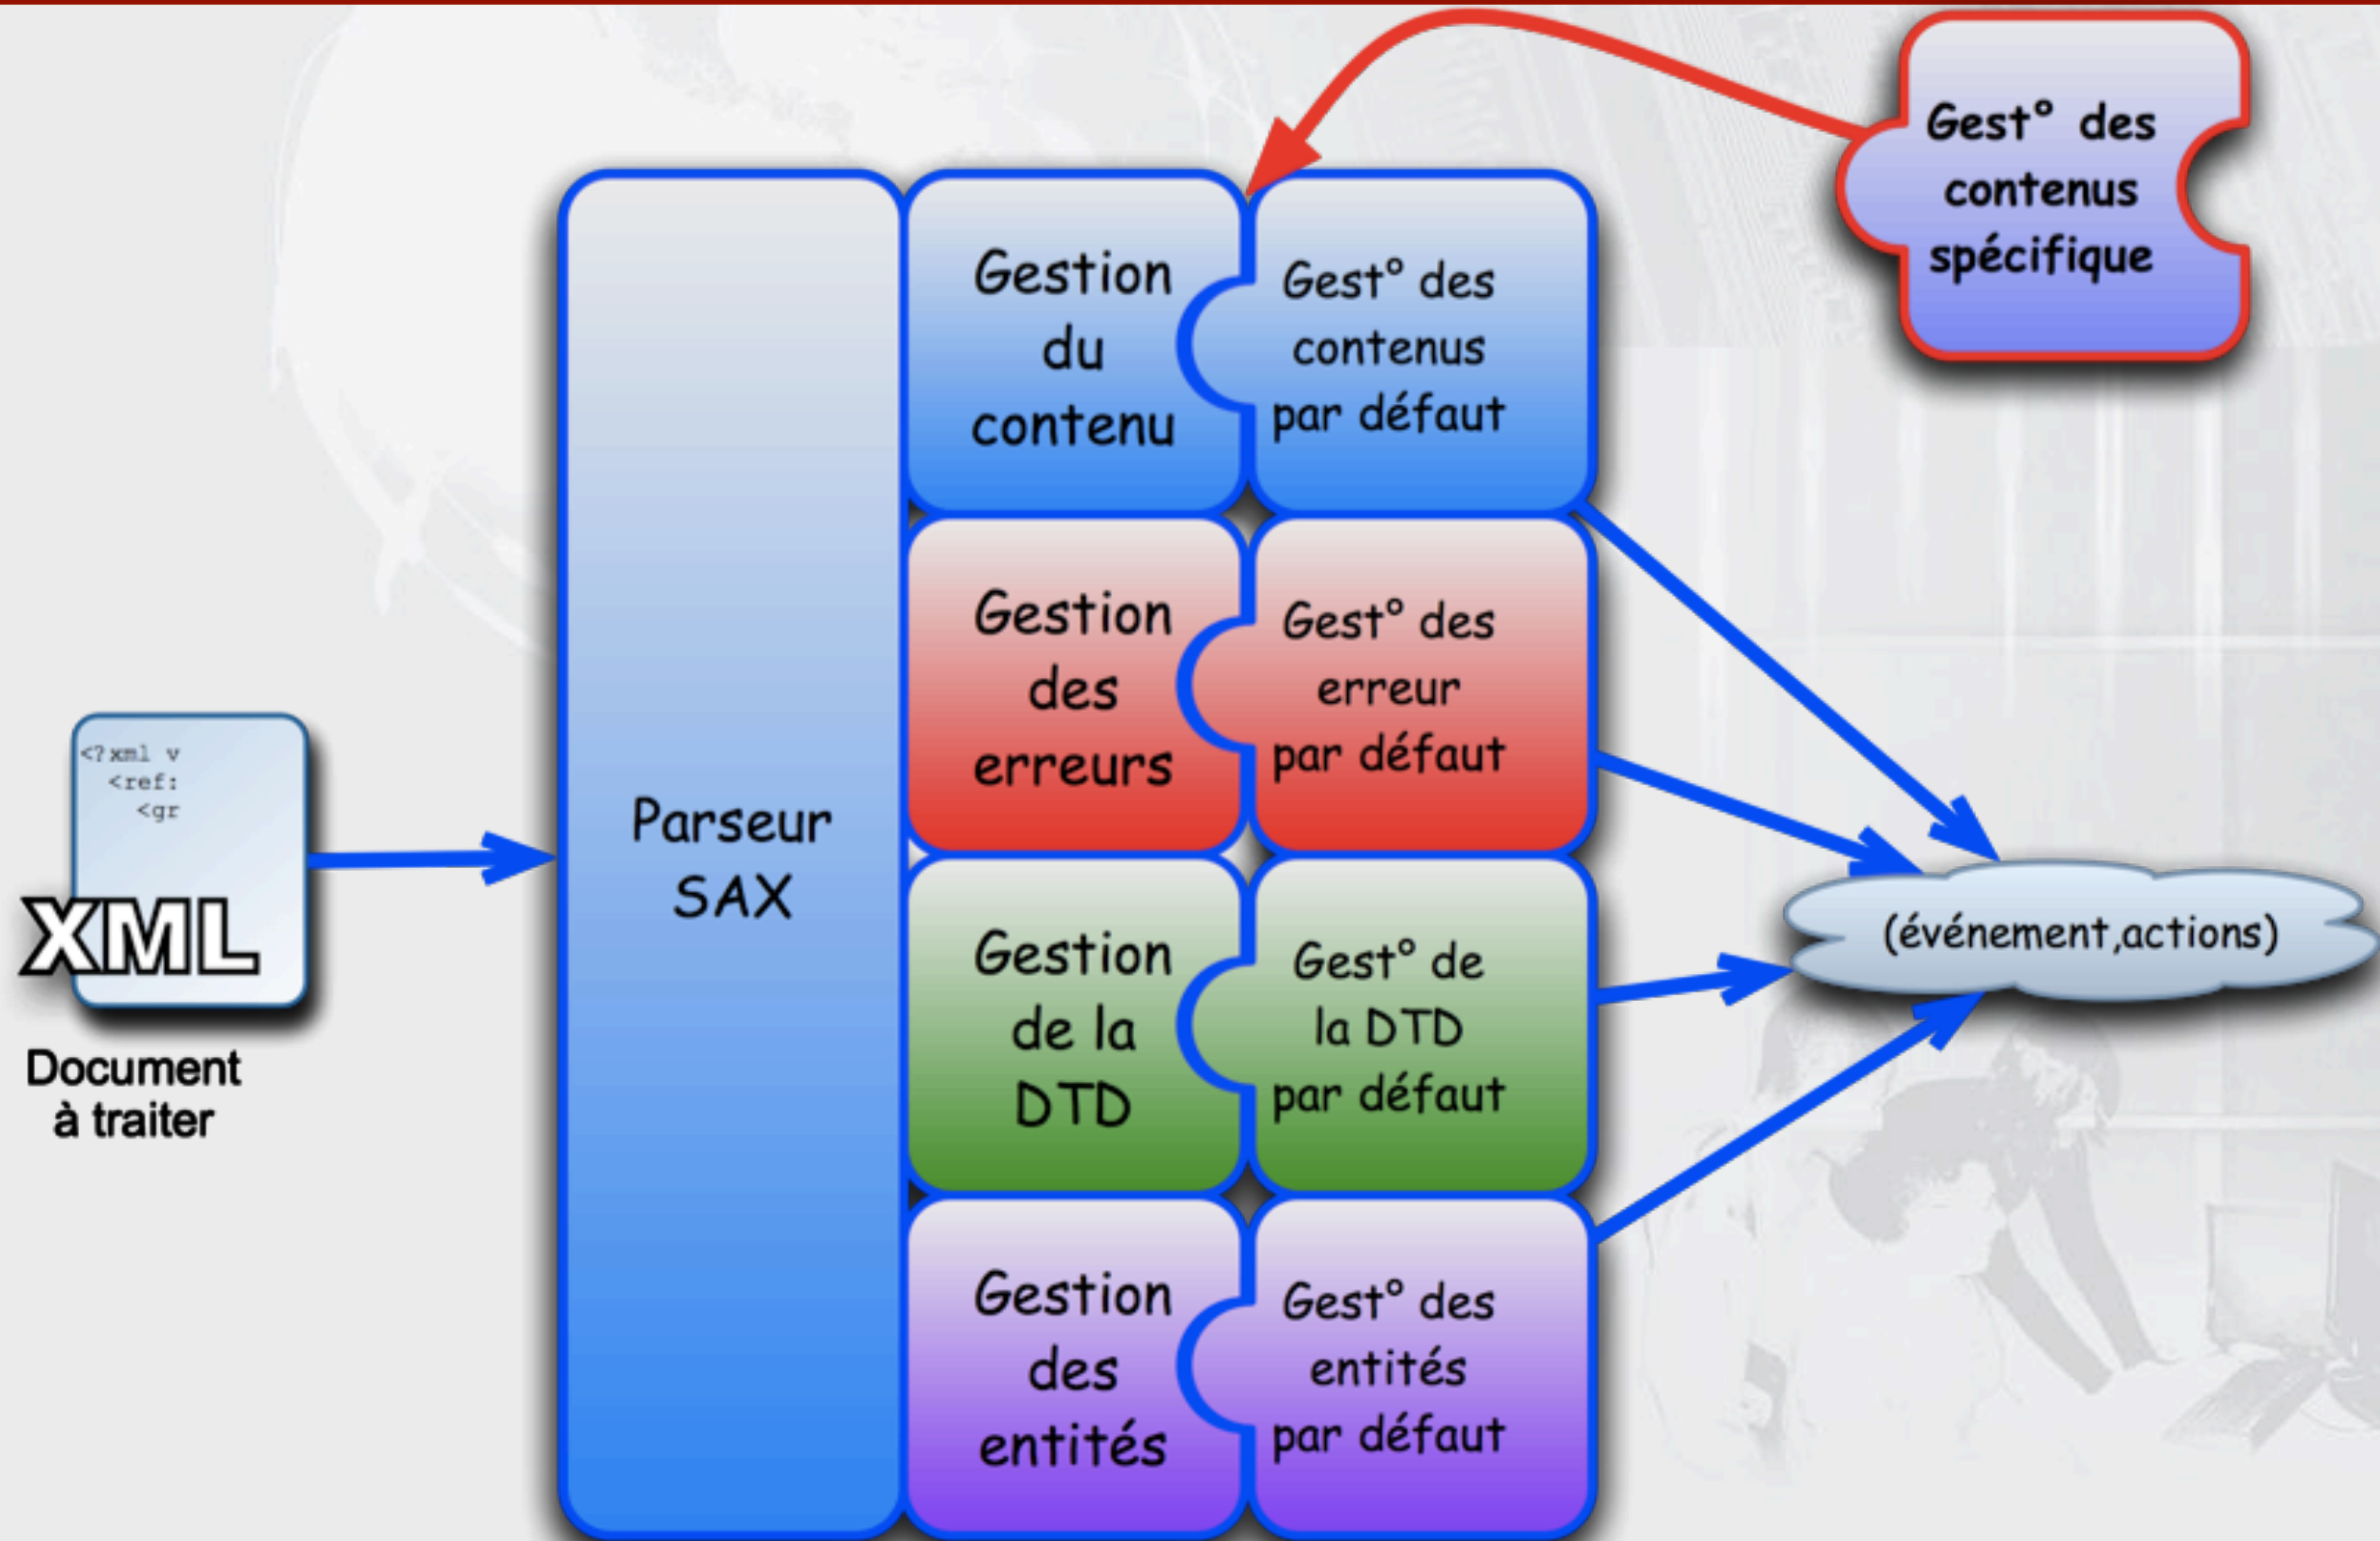 Gest° des
contenus
spécifique
Gestion
du
contenu
Gest° des
contenus
par défaut
Gestion
des
erreurs
Gest° des
erreur
par défaut
<?xml v
<ref:
<gr
XML
Document
à traiter
Parseur
SAX
Gestion
de la
DTD
Gest° de
la DTD
par défaut
(événement,actions)
Gestion
des
entités
Gest° des
entités
par défaut